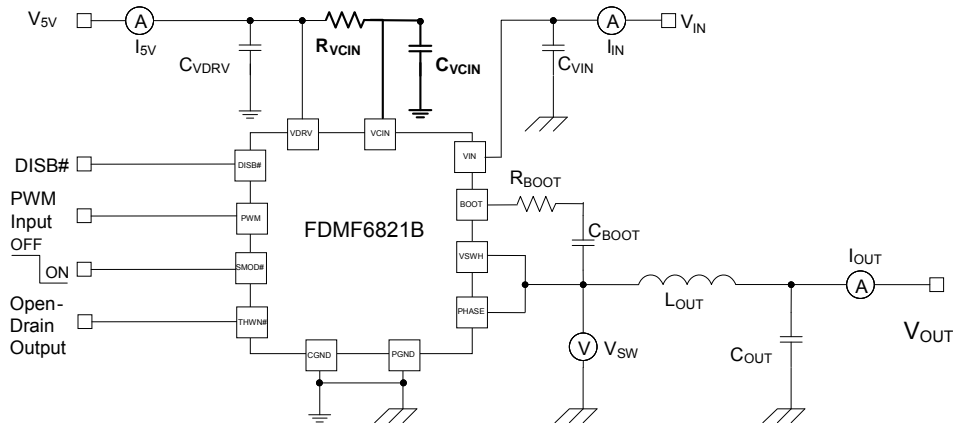 V5V
A
I5V
RVCIN
CVDRV
CVCIN
A
IIN
VIN
CVIN
VDRV
VCIN
DISB#
DISB#
VIN
PWM
Input
PWM
BOOT
RBOOT
CBOOT
FDMF6821B
OFF
ON
SMOD#
VSWH
Open-
Drain
Output
THWN#
PHASE
LOUT
IOUT
A
VOUT
V
VSW
COUT
CGND
PGND